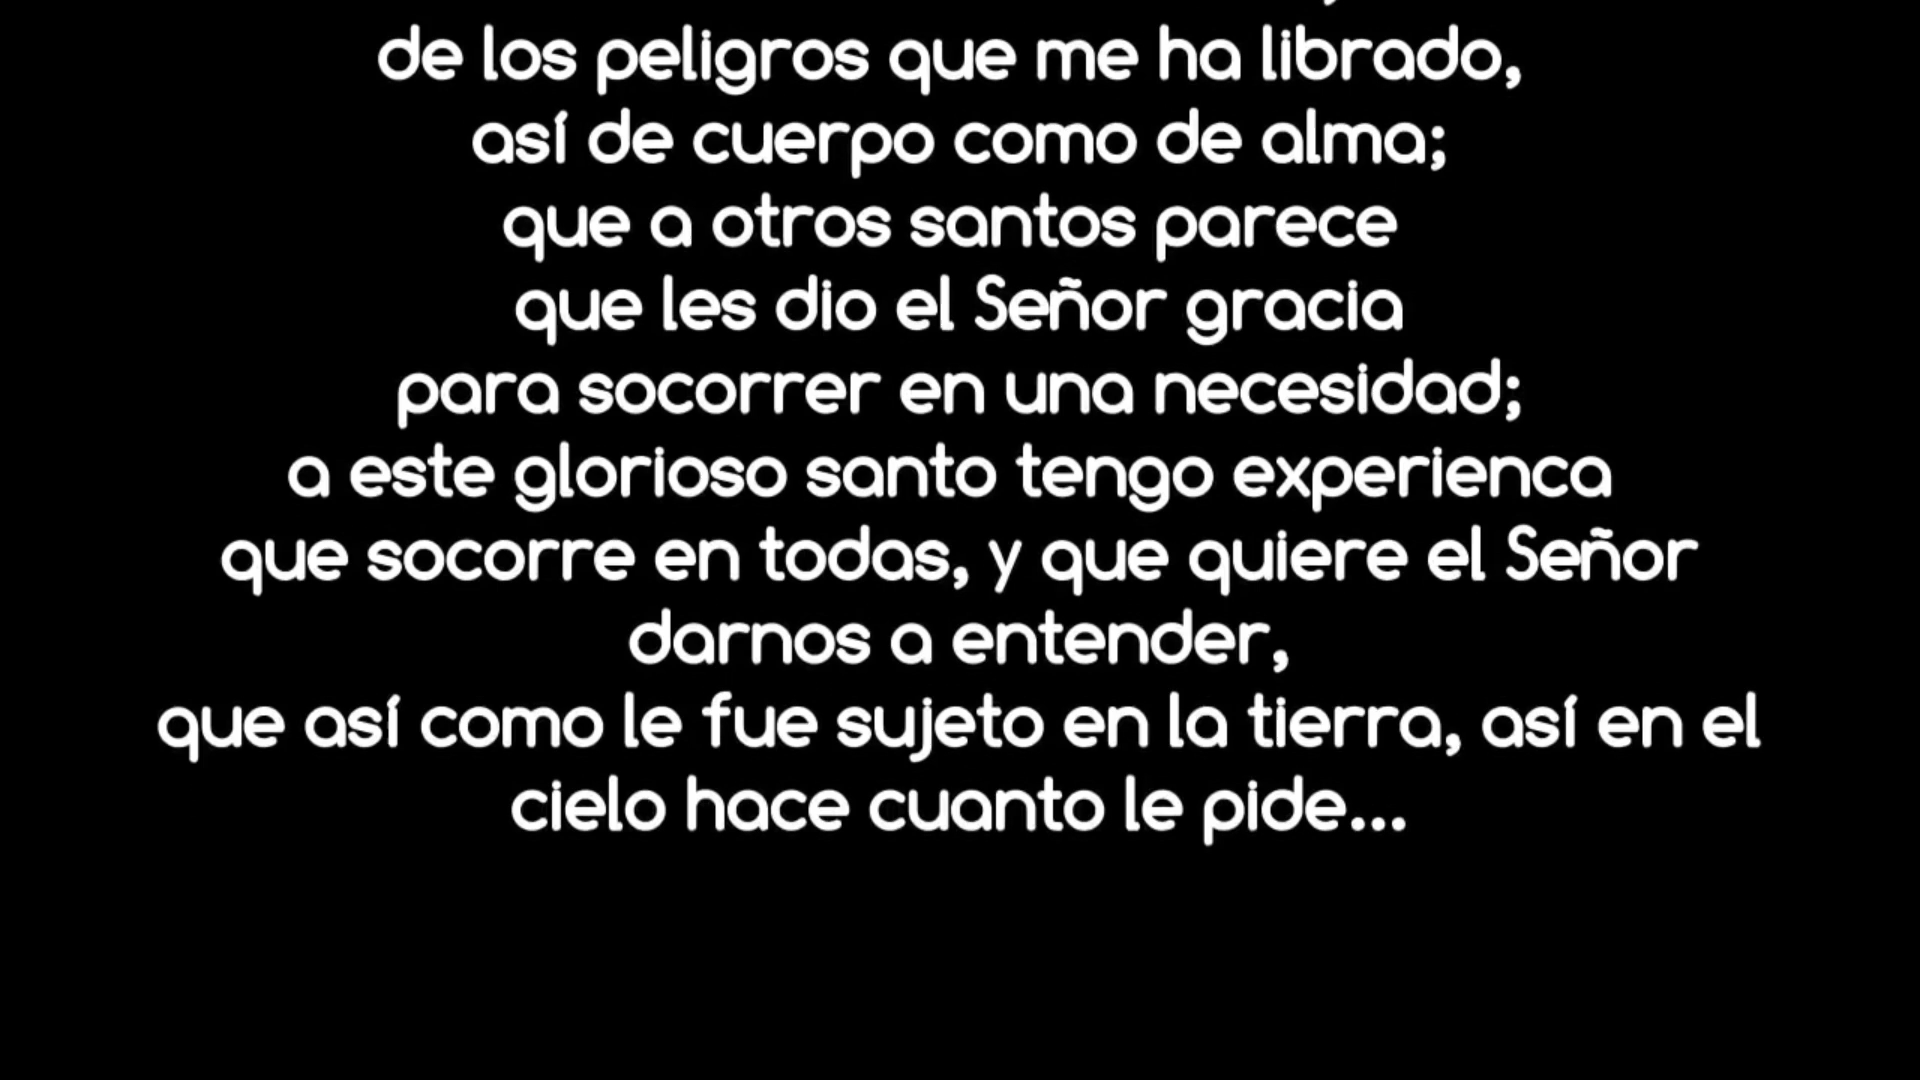 de los peligros que me ha librado,
así de cuerpo como de alma;
que a otros santos parece
que les dio el Señor gracia
para socorrer en una necesidad;
a este glorioso santo tengo experienca
que socorre en todas, y que quiere el Señor
darnos a entender,
que así como le fue sujeto en la tierra, así en el
cielo hace cuanto le pide...